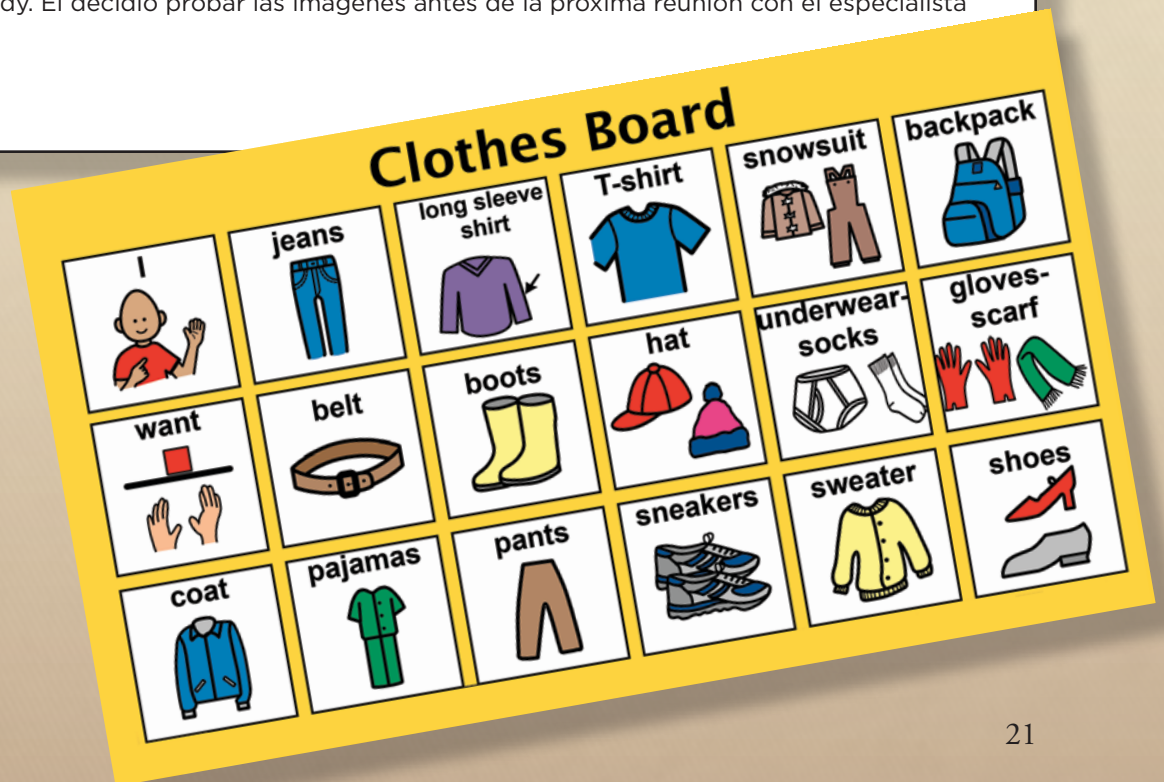 dy. Él decidió probar las imágenes antes de la próxima reunión con el especialista
Clothes Board
I
jeans
long sleeve
shirt
T-shirt
snowsuit
backpack
want
belt
boots
hat
underwear-
socks
gloves-
scarf
coat
pajamas
pants
sneakers
sweater
shoes
21